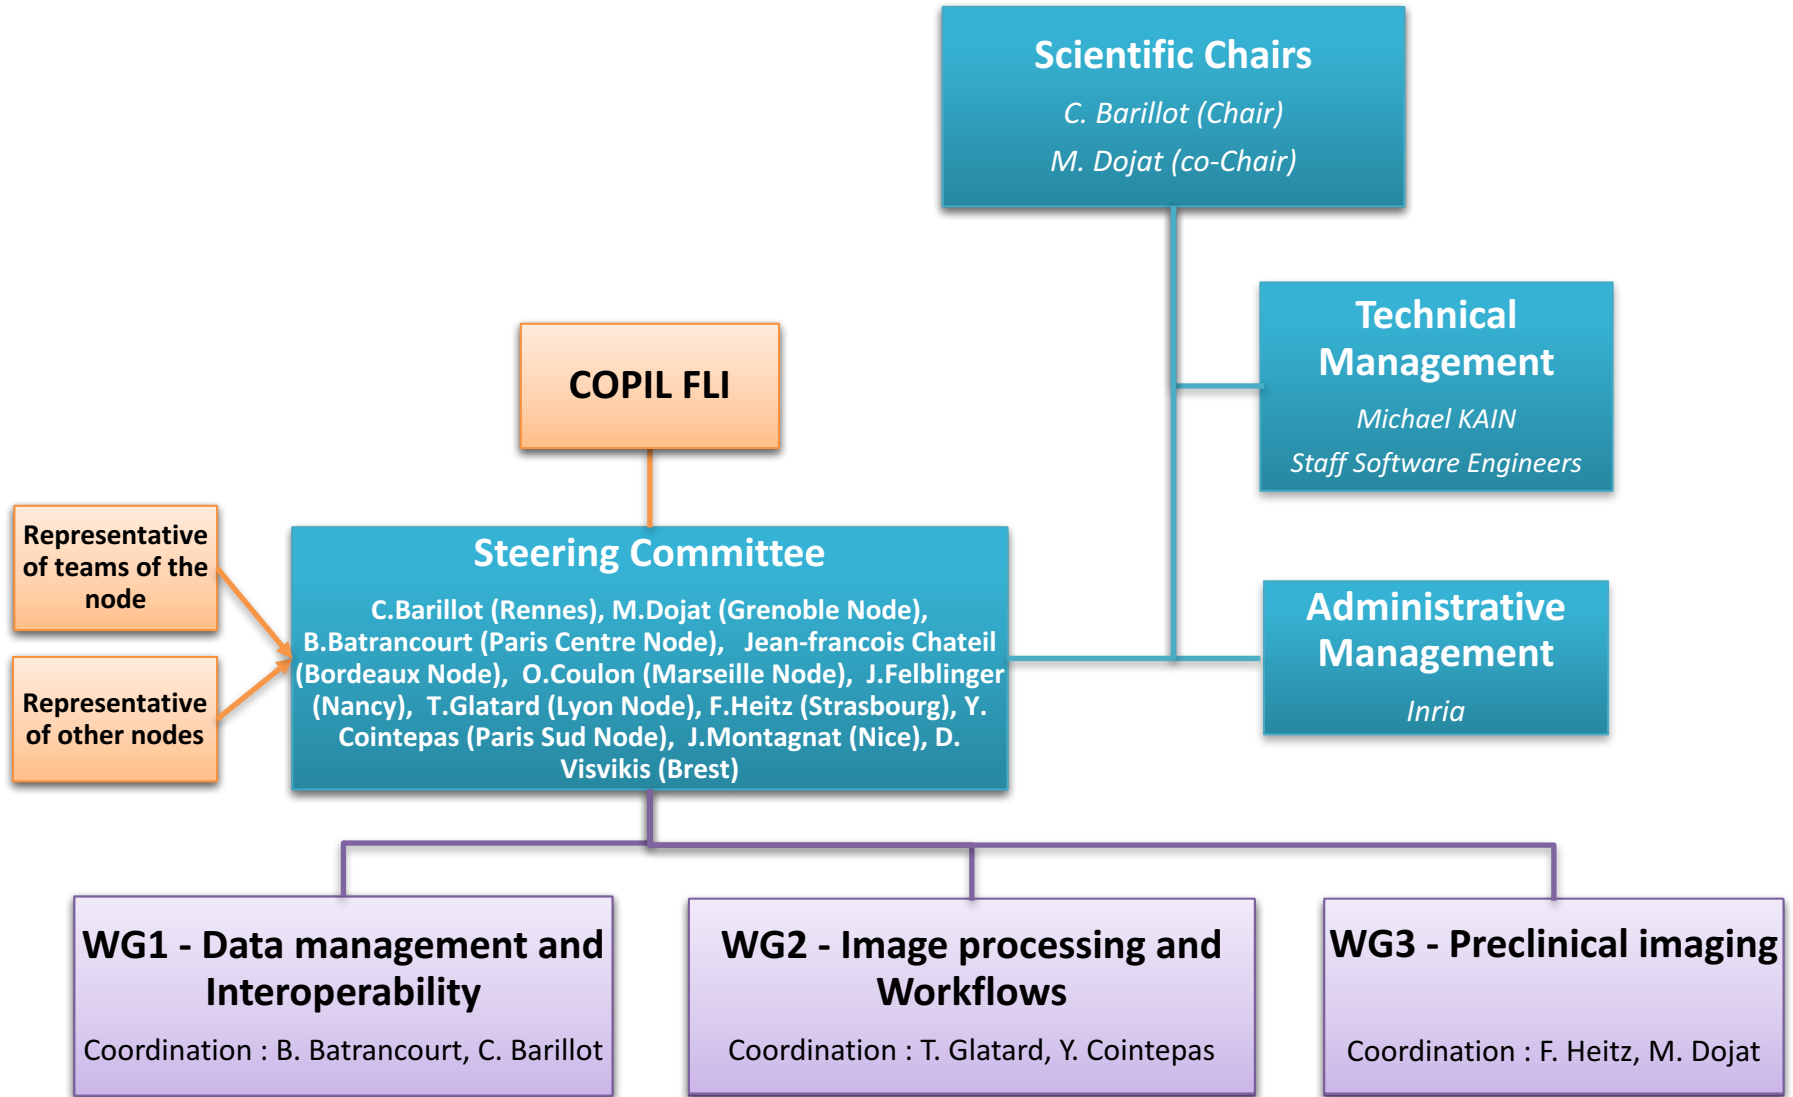 Scientific Chairs
C. Barillot (Chair)
M. Dojat (co-Chair)
Technical
Management
Michael KAIN
Staff Software Engineers
COPIL FLI
Representative
of teams of the
node
Representative
of other nodes
Steering Committee
C.Barillot (Rennes), M.Dojat (Grenoble Node),
B.Batrancourt (Paris Centre Node), Jean-francois Chateil
(Bordeaux Node), O.Coulon (Marseille Node), J.Felblinger
(Nancy), T.Glatard (Lyon Node), F.Heitz (Strasbourg), Y.
Cointepas (Paris Sud Node), J.Montagnat (Nice), D.
Visvikis (Brest)
Administrative
Management
Inria
WG1 - Data management and
Interoperability
Coordination : B. Batrancourt, C. Barillot
WG2 - Image processing and
Workflows
Coordination : T. Glatard, Y. Cointepas
WG3 - Preclinical imaging
Coordination : F. Heitz, M. Dojat